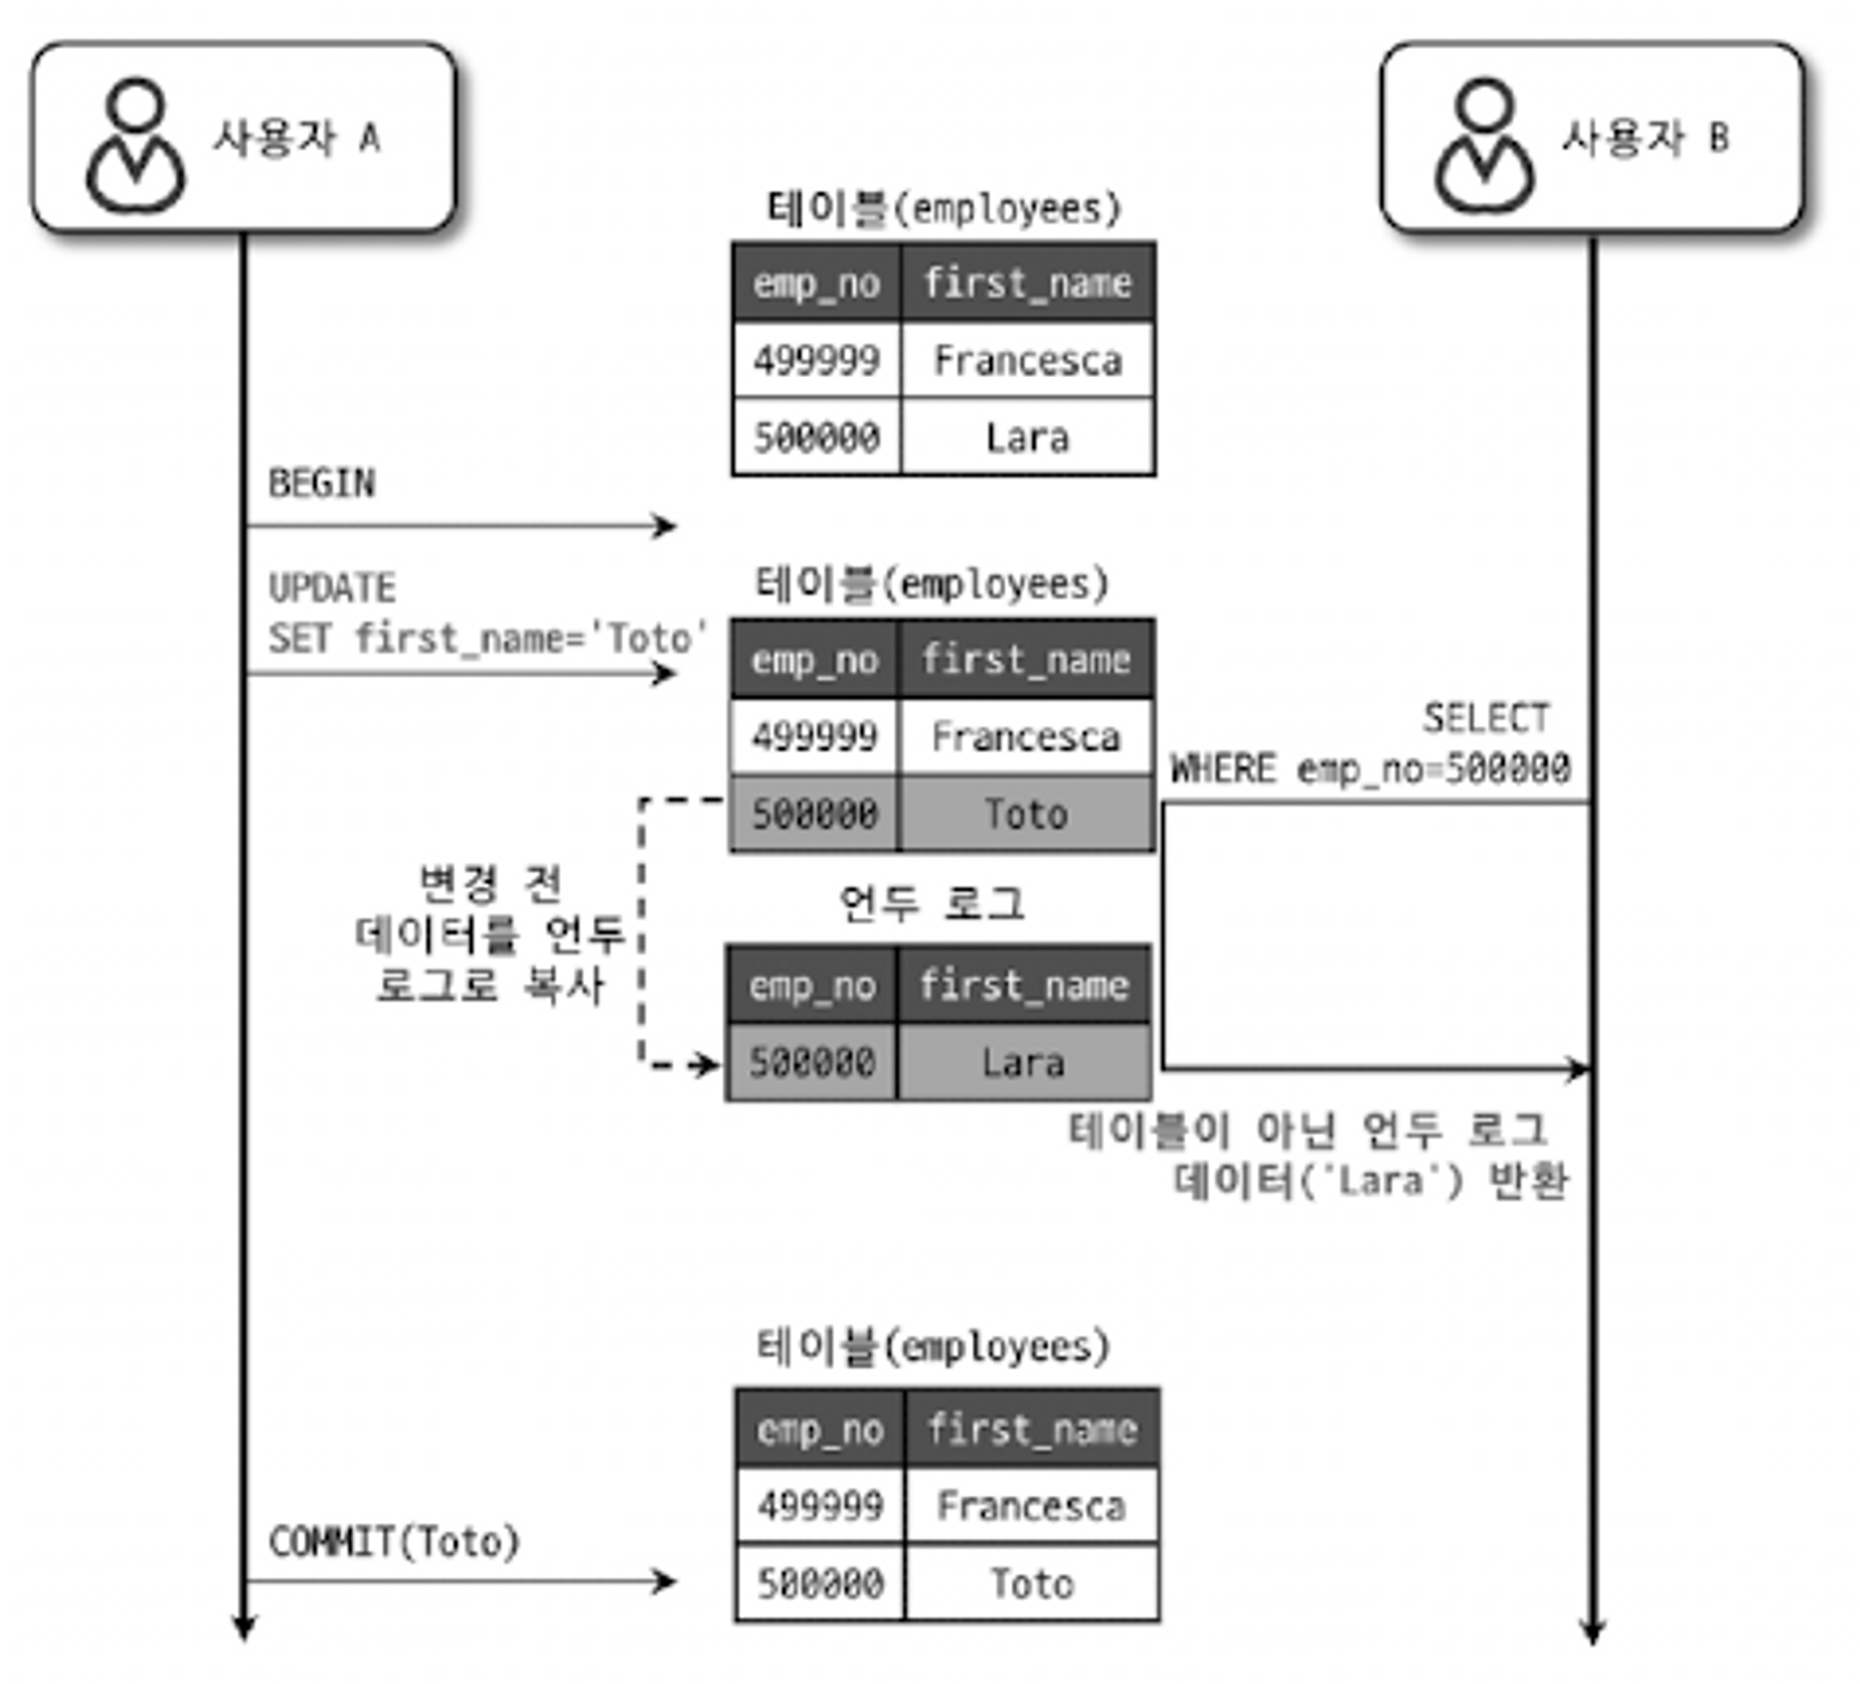 사용자 A
사용자 B
테이블(employees)
emp_no first_name
499999 Francesca
500000 Lara
BEGIN
UPDATE
SET first_name='Toto'
테이블(employees)
emp_no first_name
499999 Francesca
500000 Toto
SELECT
WHERE emp_no=500000
변경 전
데이터를 언두
로그로 복사
언두 로그
emp_no first_name
500000 Lara
테이블이 아닌 언두 로그
데이터('Lara') 반환
테이블(employees)
emp_no first_name
499999 Francesca
500000 Toto
COMMIT(Toto)